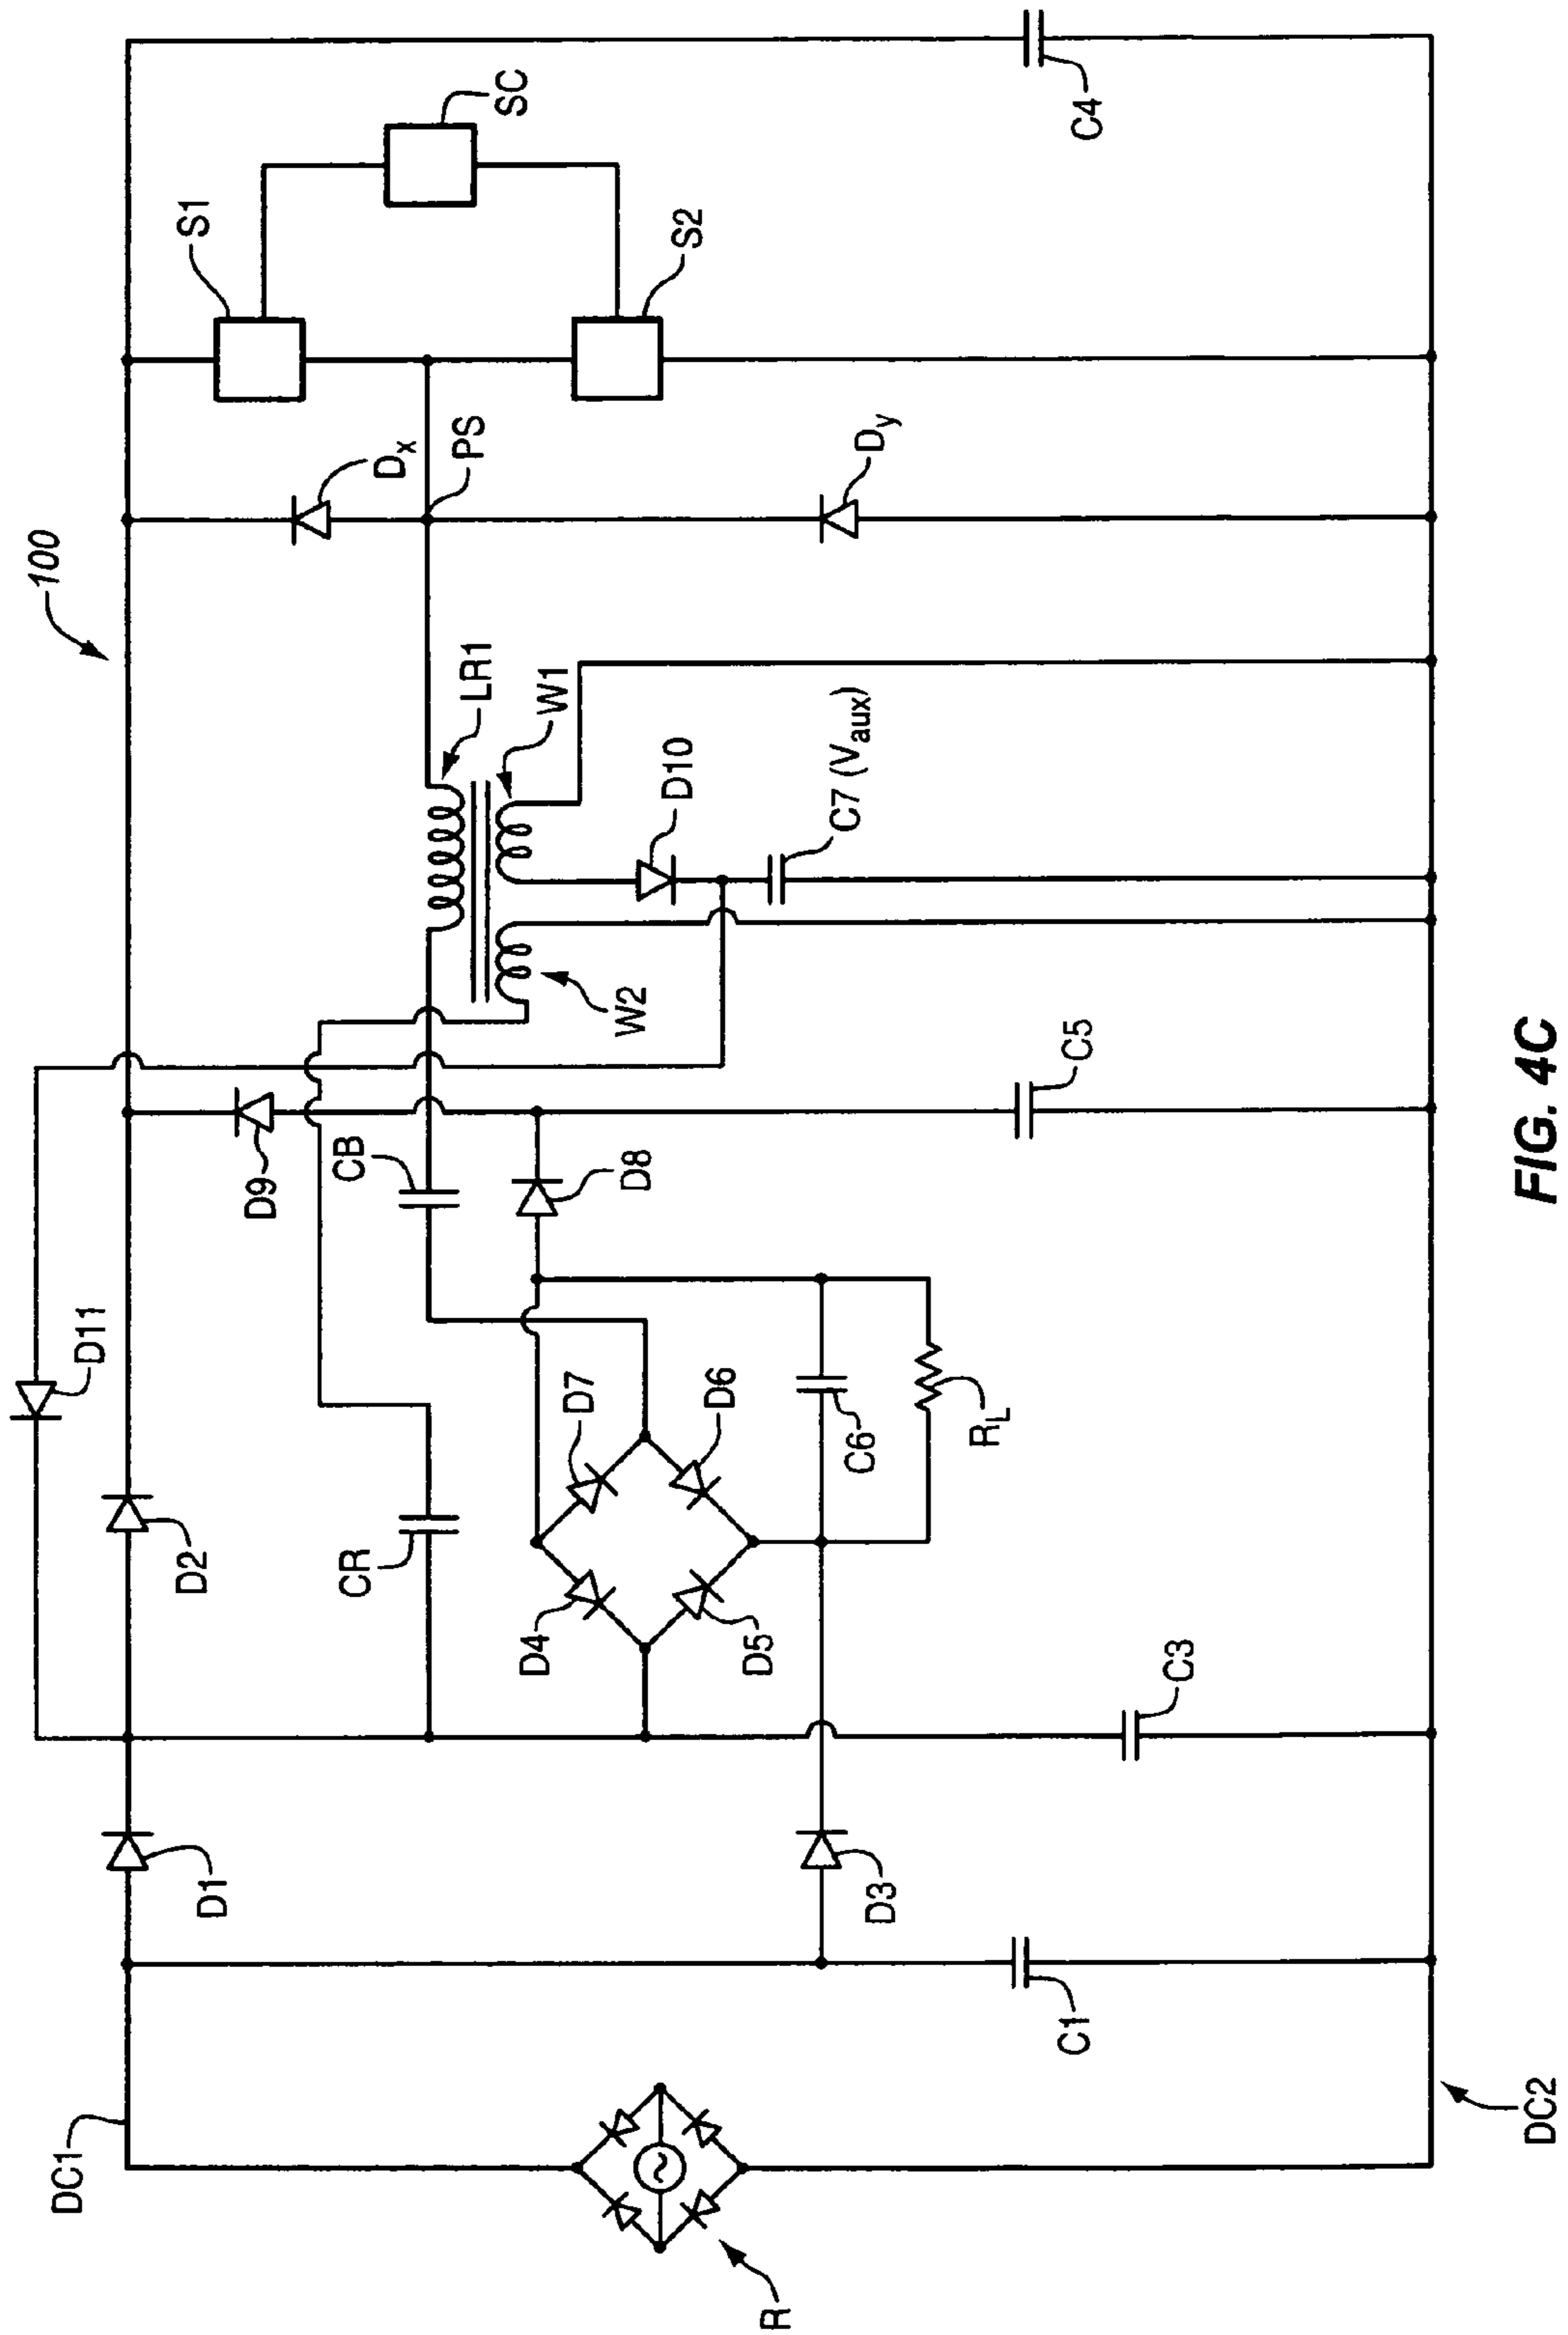 100
DC1
D1
D2
D11
D9
CB
CR
D8
D7
D4
D6
D5
C6
RL
D3
C1
C3
C5
W2
LR1
W1
D10
C7 (Vaux)
PS
Dx
Dy
S1
SC
S2
C4
R
DC2
FIG. 4C